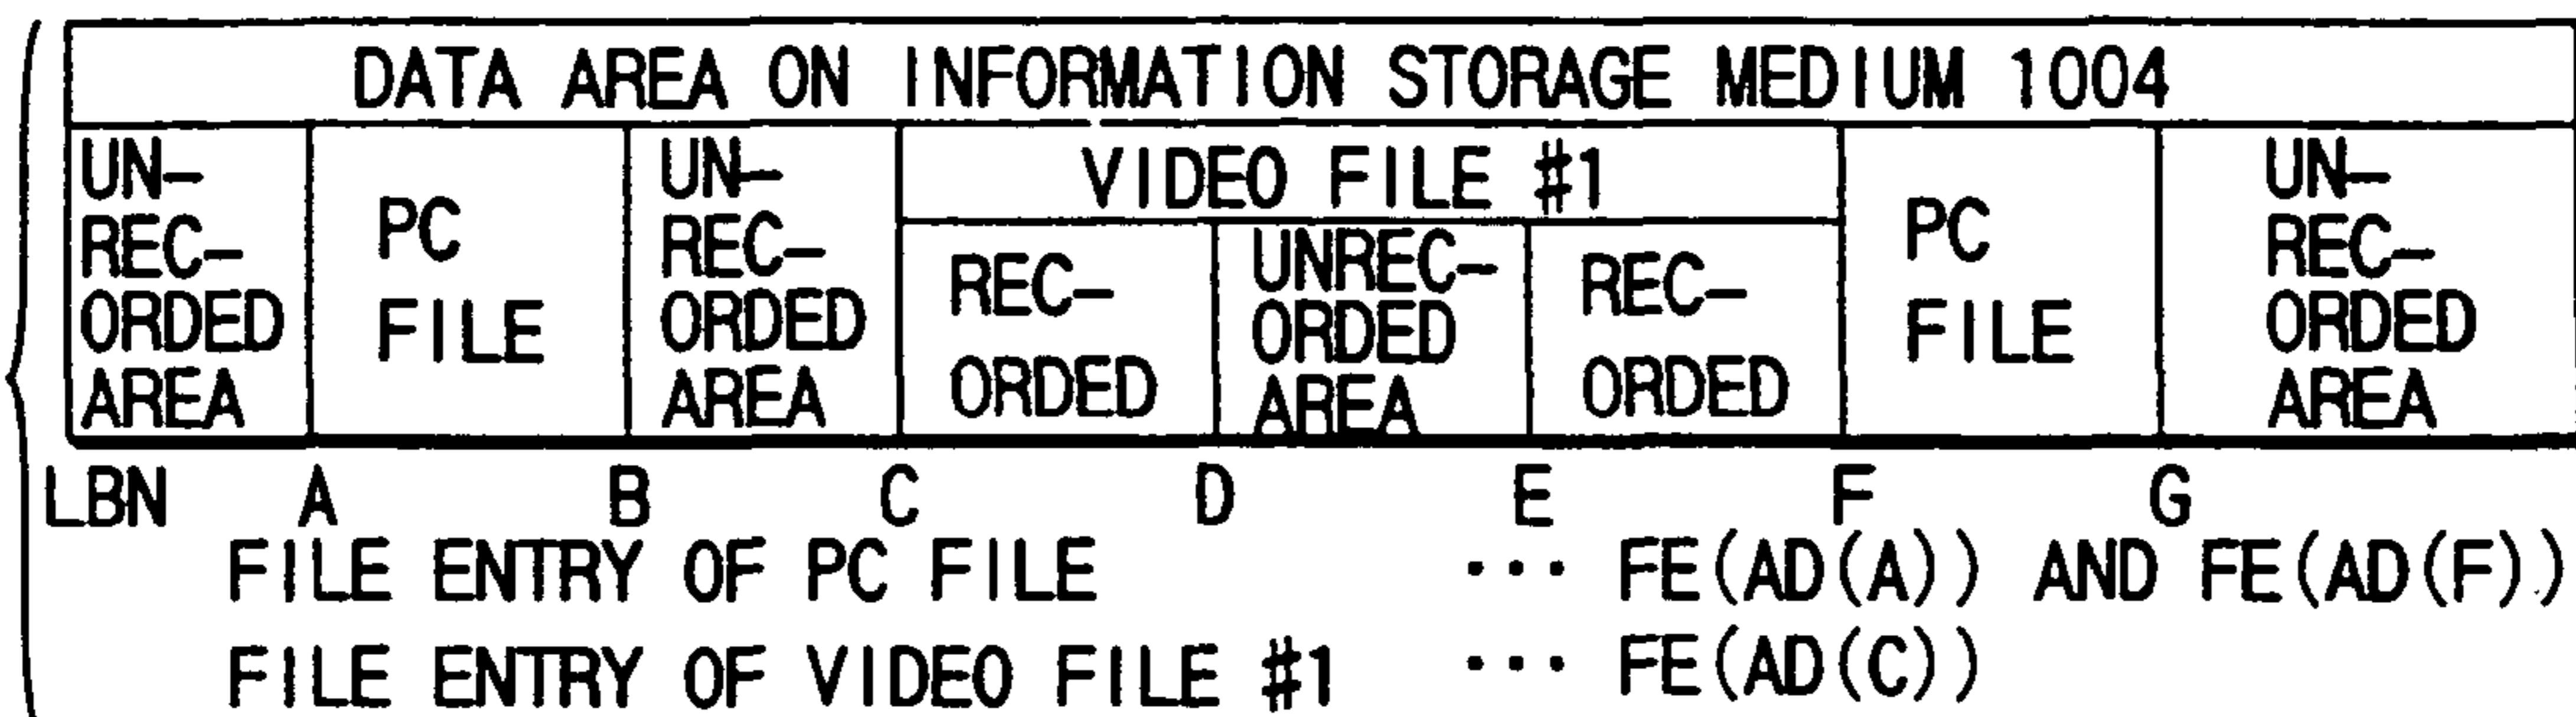 DATA AREA ON INFORMATION STORAGE MEDIUM 1004
UN-
REC-
ORDED
AREA
PC
FILE
UN-
REC-
ORDED
AREA
VIDEO FILE #1
REC-
ORDED
UNREC-
ORDED
AREA
REC-
ORDED
PC
FILE
UN-
REC-
ORDED
AREA
LBN A B C D E F G
FILE ENTRY OF PC FILE ··· FE(AD(A)) AND FE(AD(F))
FILE ENTRY OF VIDEO FILE #1 ··· FE(AD(C))